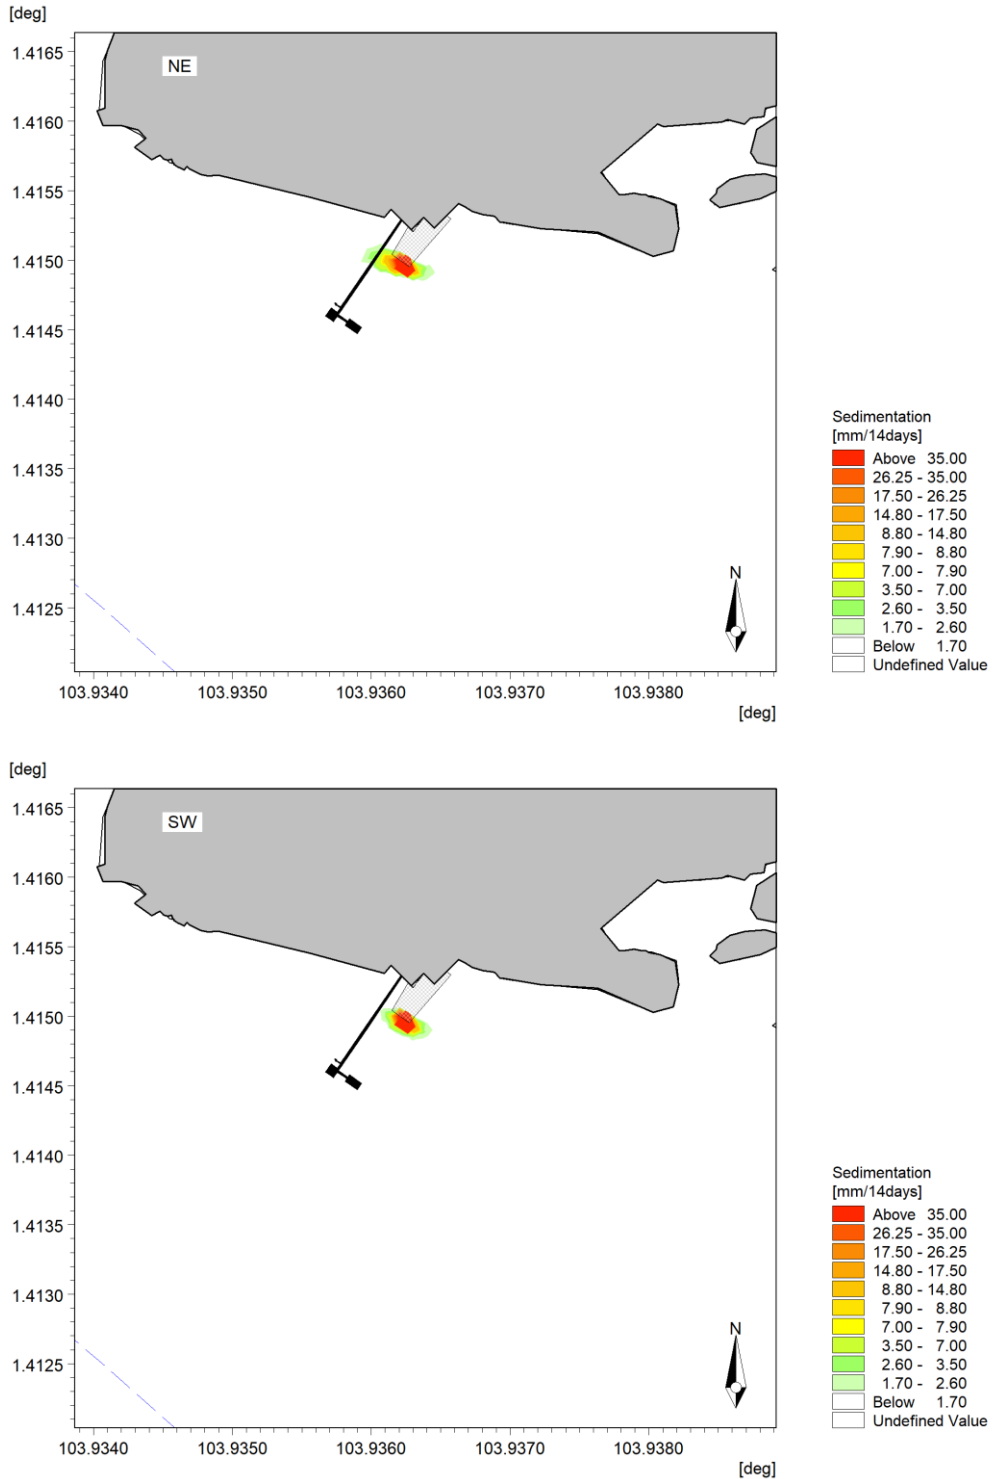 [deg]
1.4165
NE
1.4160
1.4155
1.4150
1.4145
1.4140
1.4135
1.4130
1.4125
Sedimentation
[mm/14days]
Above 35.00
26.25 - 35.00
17.50 - 26.25
14.80 - 17.50
8.80 - 14.80
7.90 - 8.80
7.00 - 7.90
3.50 - 7.00
2.60 - 3.50
1.70 - 2.60
Below 1.70
Undefined Value
N
103.9340 103.9350 103.9360 103.9370 103.9380
[deg]
[deg]
1.4165
SW
1.4160
1.4155
1.4150
1.4145
1.4140
1.4135
1.4130
1.4125
Sedimentation
[mm/14days]
Above 35.00
26.25 - 35.00
17.50 - 26.25
14.80 - 17.50
8.80 - 14.80
7.90 - 8.80
7.00 - 7.90
3.50 - 7.00
2.60 - 3.50
1.70 - 2.60
Below 1.70
Undefined Value
N
103.9340 103.9350 103.9360 103.9370 103.9380
[deg]